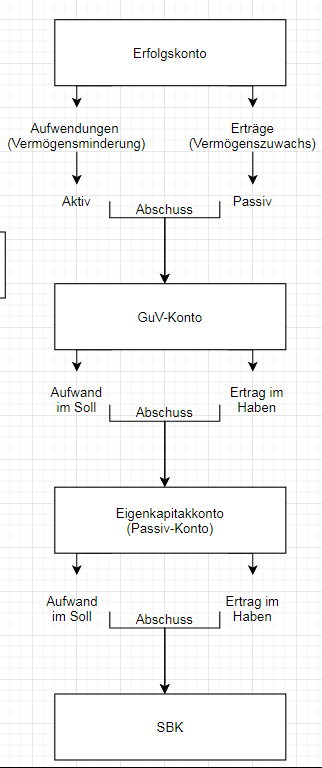 Erfolgskonto
Aufwendungen
(Vermögensminderung)
Erträge
(Vermögenszuwachs)
Aktiv
Abschuss
Passiv
GuV-Konto
Aufwand
im Soll
Abschuss
Ertrag im
Haben
Eigenkapitakkonto
(Passiv-Konto)
Aufwand
im Soll
Abschuss
Ertrag im
Haben
SBK